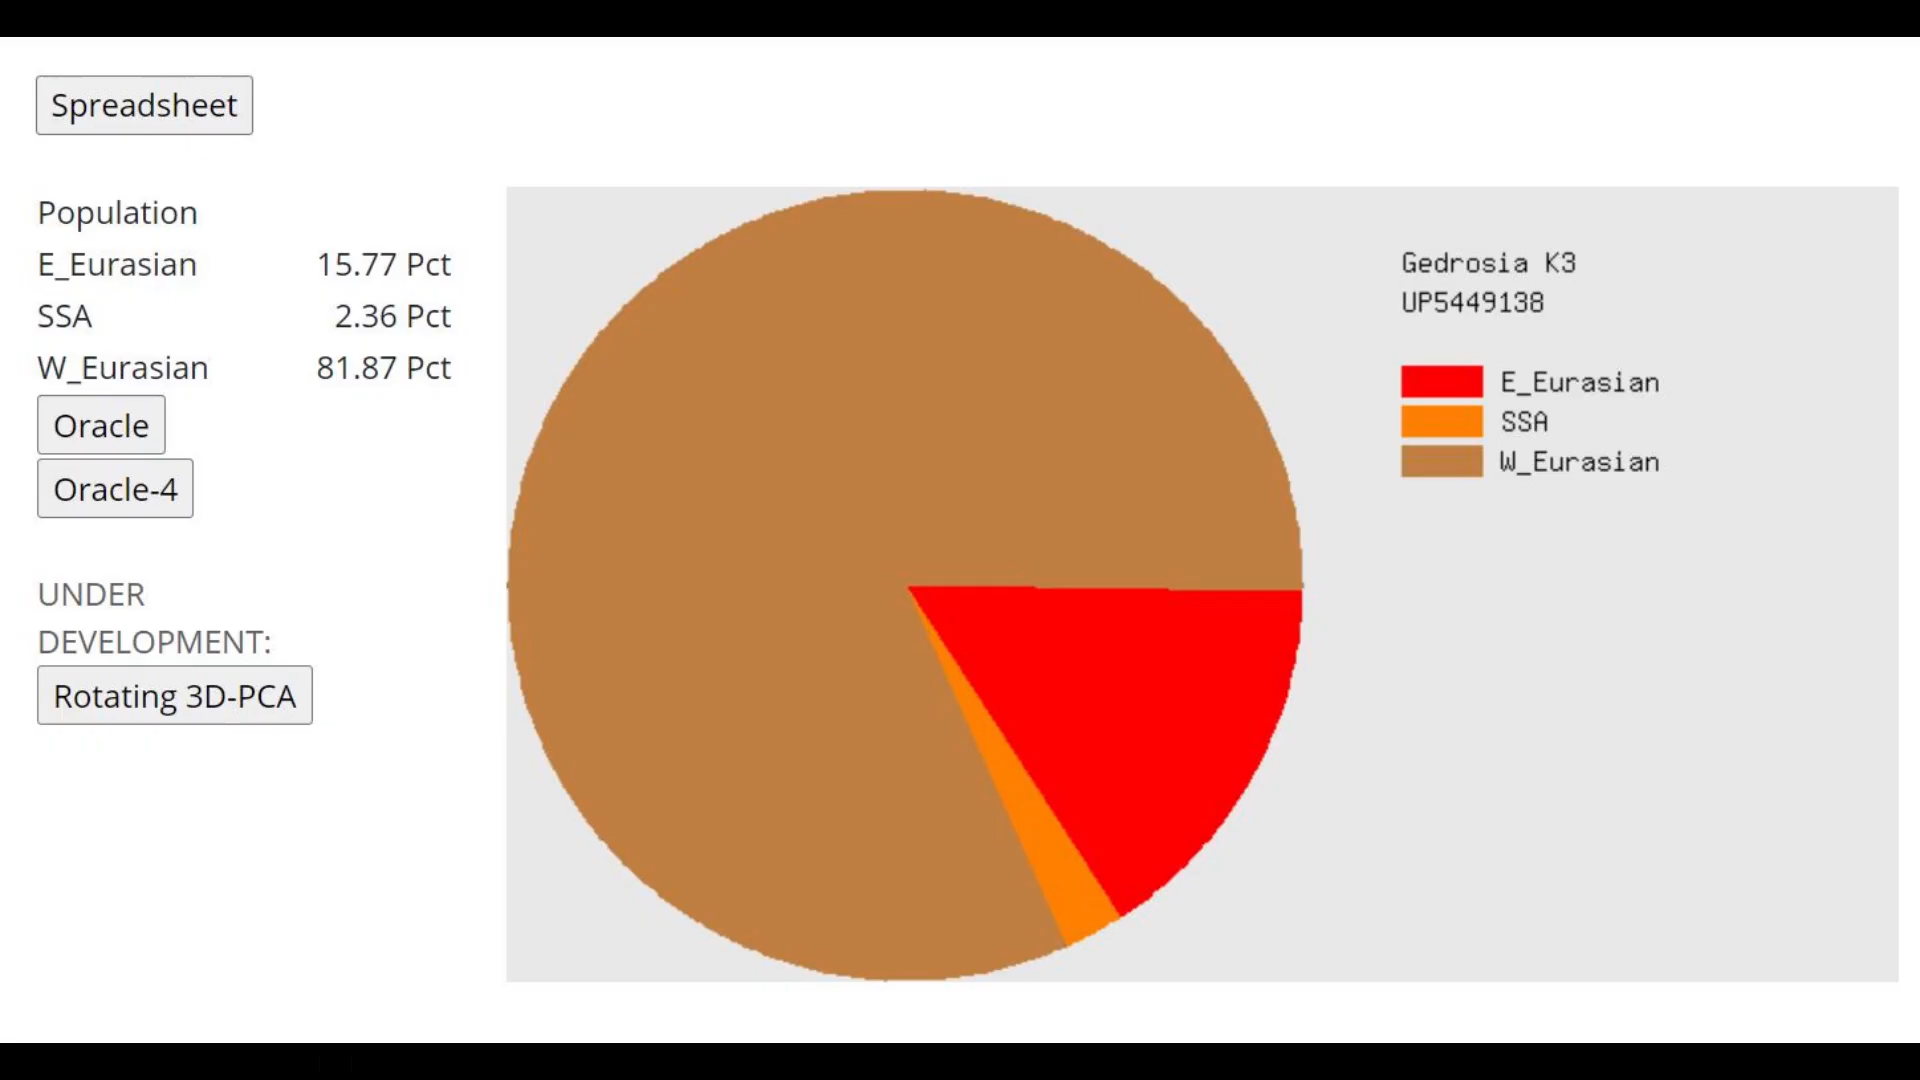 Spreadsheet
Population
E_Eurasian 15.77 Pct
SSA 2.36 Pct
W_Eurasian 81.87 Pct
Oracle
Oracle-4
UNDER
DEVELOPMENT:
Rotating 3D-PCA
Gedrosia K3
UP5449138
E_Eurasian
SSA
W_Eurasian